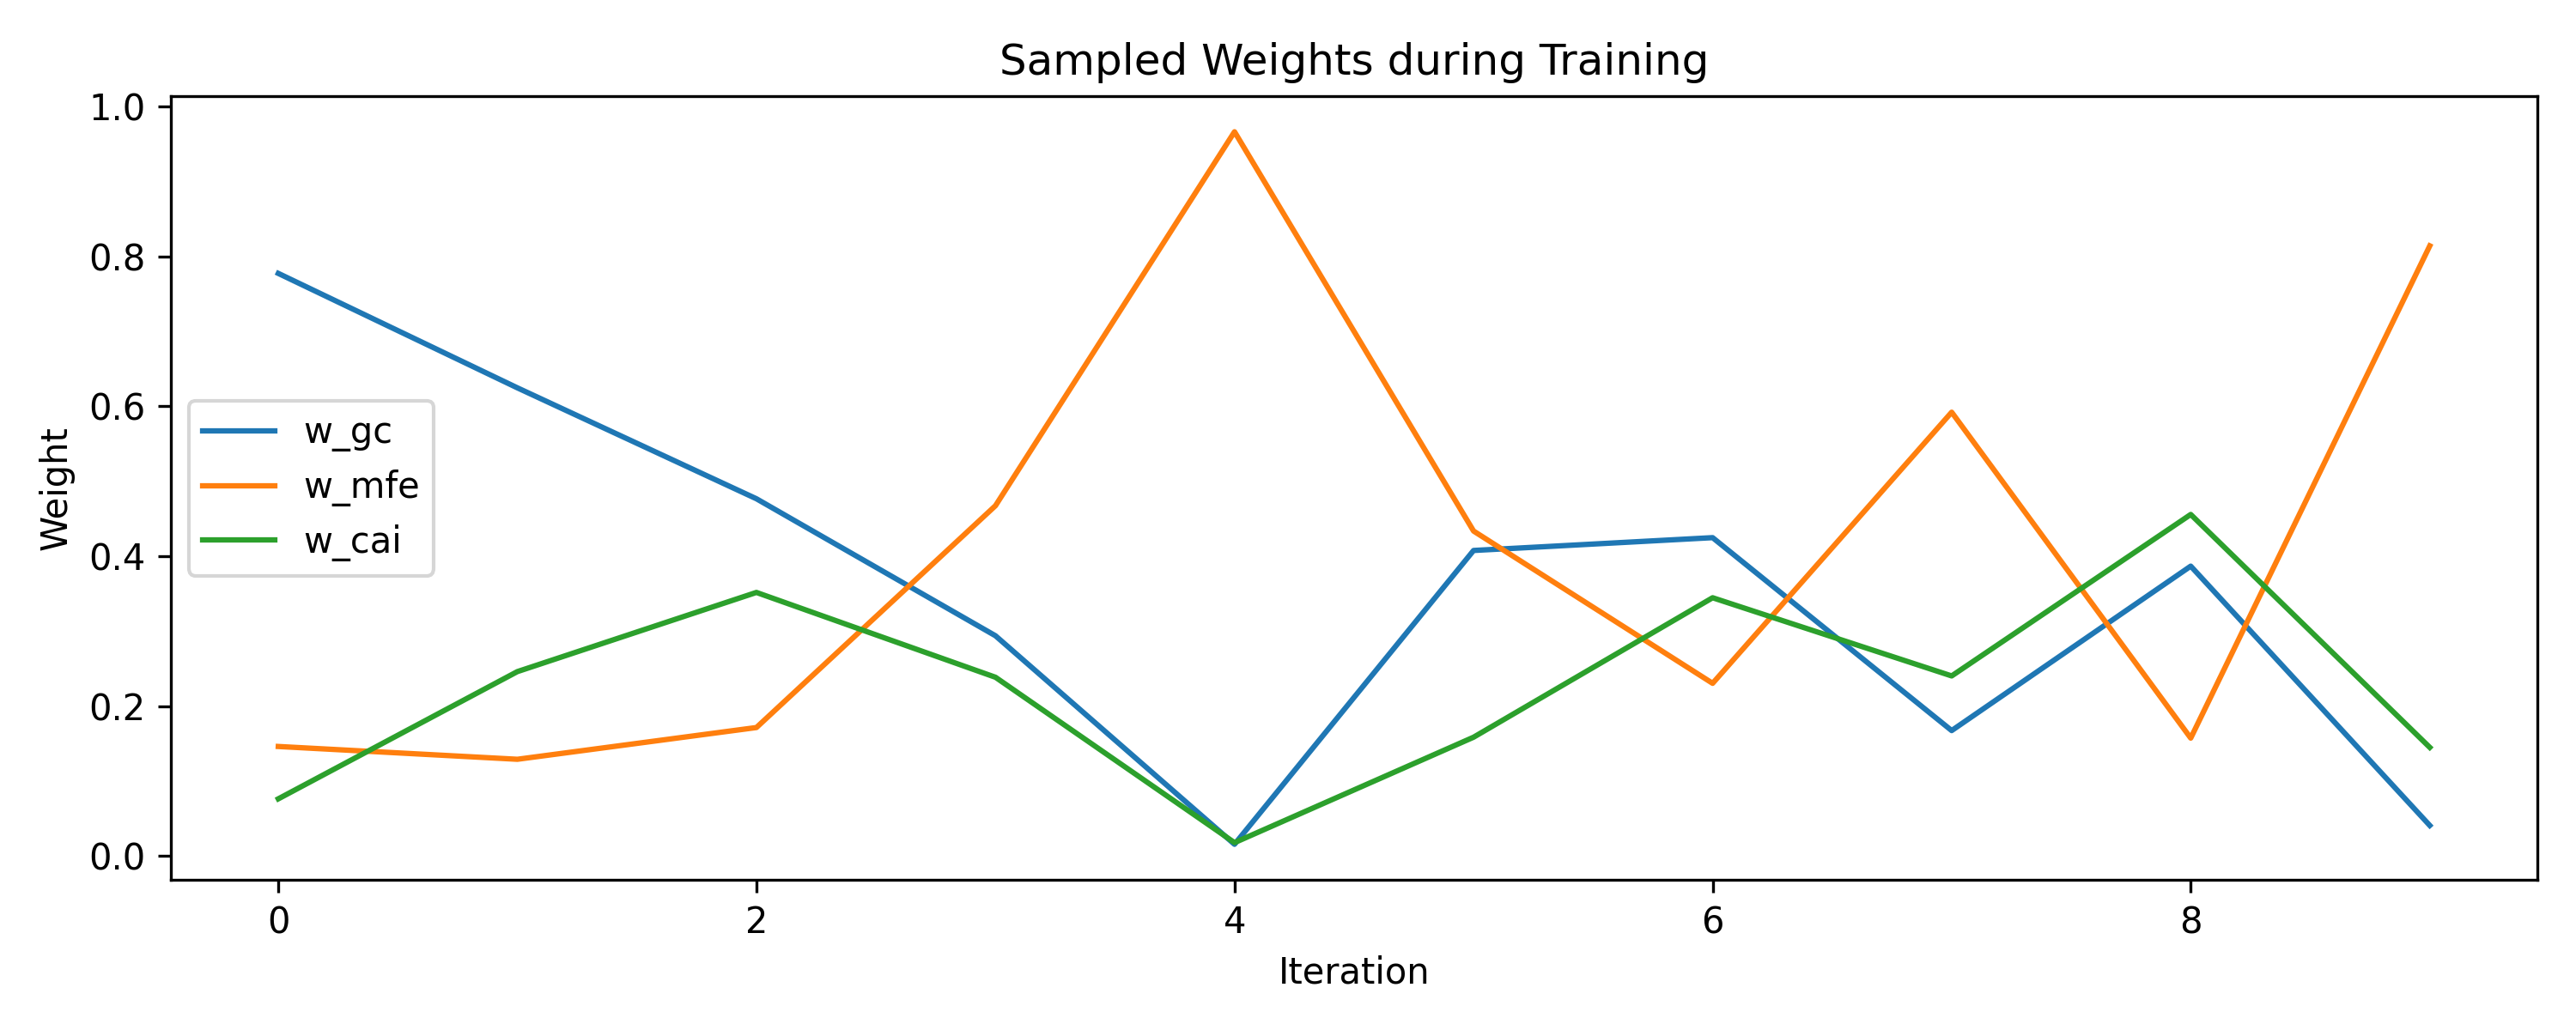 Sampled Weights during Training
1.0
0.8
0.6
0.4
0.2
0.0
Weight
w_gc
w_mfe
w_cai
0 2 4 6 8
Iteration